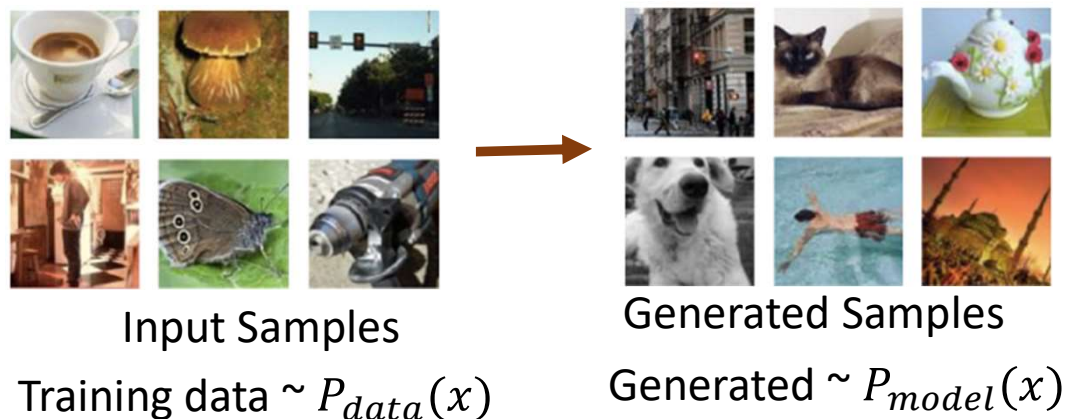 Input Samples
Training data ~ P_data(x)
Generated Samples
Generated ~ P_model(x)